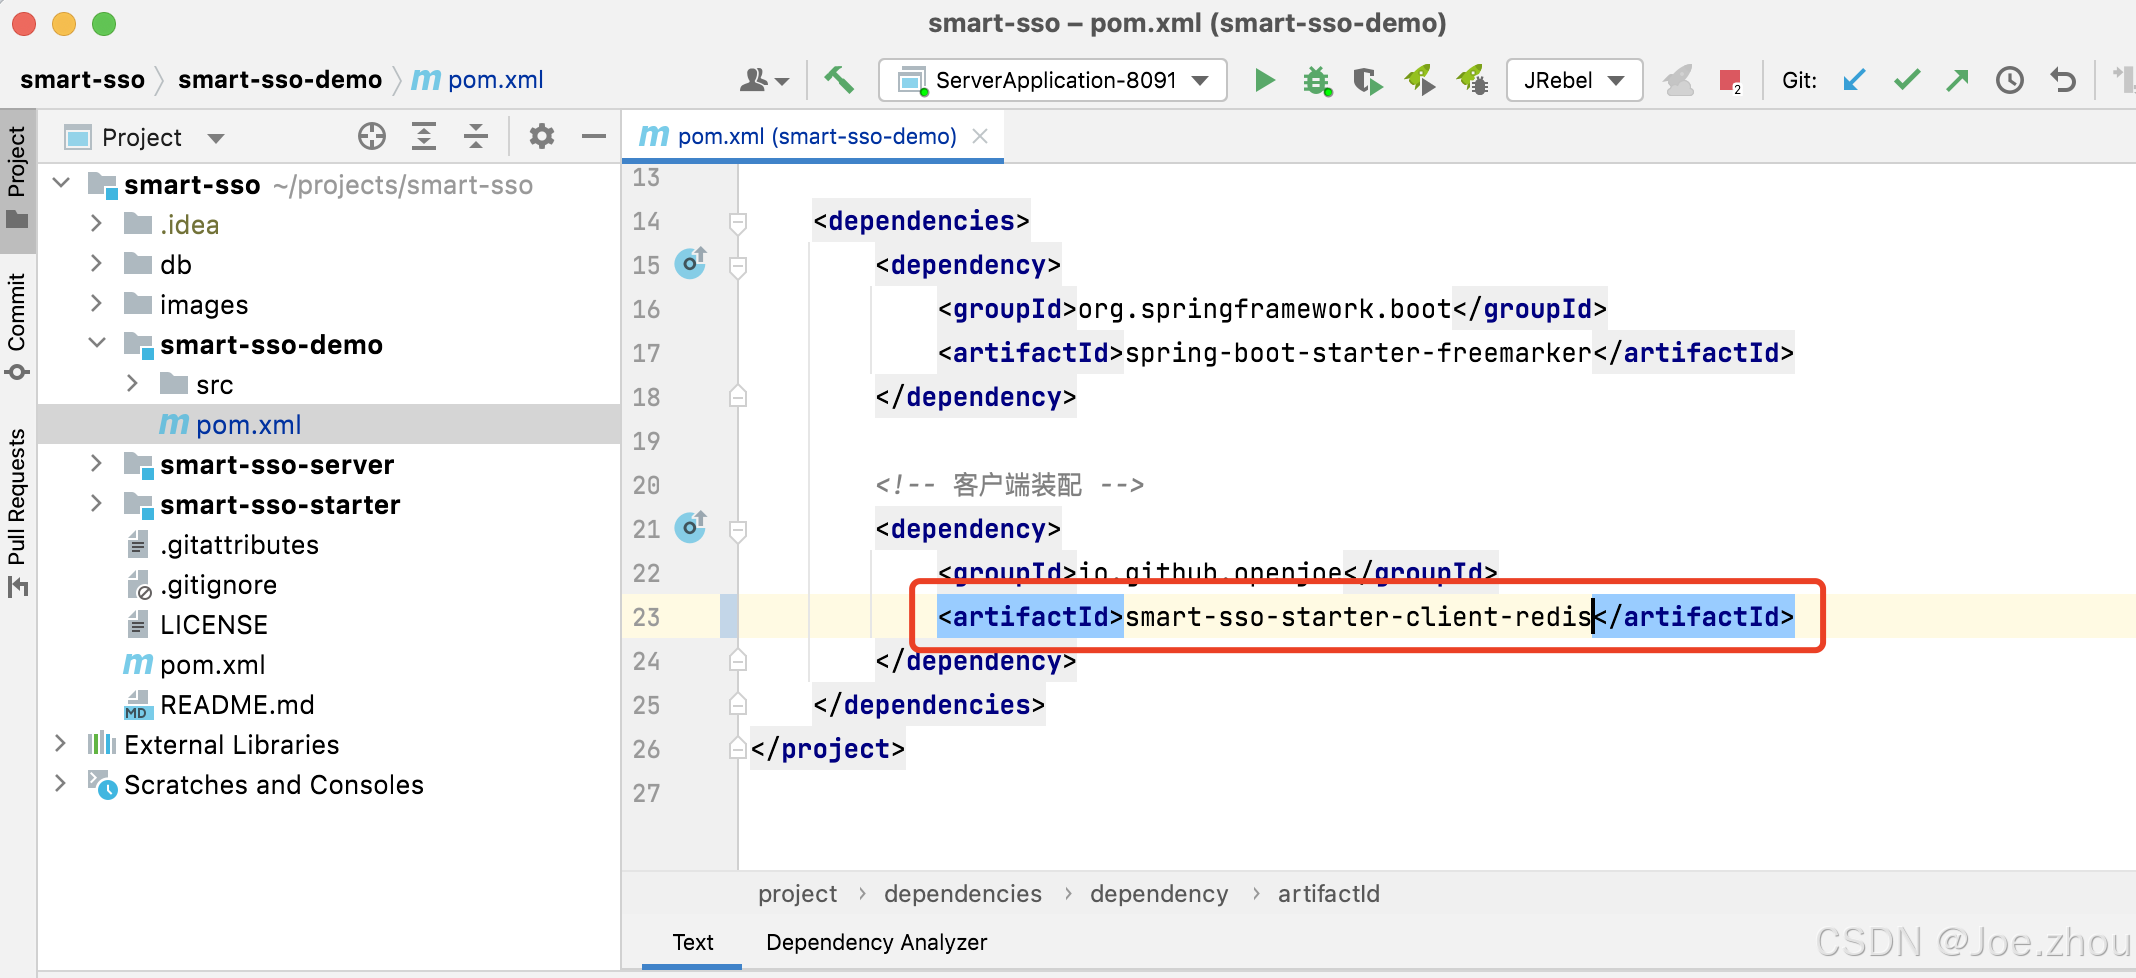 smart-sso – pom.xml (smart-sso-demo)
smart-sso smart-sso-demo m pom.xml ServerApplication-8091 JRebel 2 Git:
Project
Commit
Pull Requests
Project
smart-sso ~/projects/smart-sso
.idea
db
images
smart-sso-demo
src
m pom.xml
smart-sso-server
smart-sso-starter
.gitattributes
.gitignore
LICENSE
m pom.xml
MD README.md
External Libraries
Scratches and Consoles
m pom.xml (smart-sso-demo)
13
14 <dependencies>
15 <dependency>
16 <groupId>org.springframework.boot</groupId>
17 <artifactId>spring-boot-starter-freemarker</artifactId>
18 </dependency>
19
20 <!-- 客户端装配 -->
21 <dependency>
22 <groupId>io.github.openjoe</groupId>
23 <artifactId>smart-sso-starter-client-redis</artifactId>
24 </dependency>
25 </dependencies>
26 </project>
27
project › dependencies › dependency › artifactId
Text Dependency Analyzer
CSDN @Joe.zhou